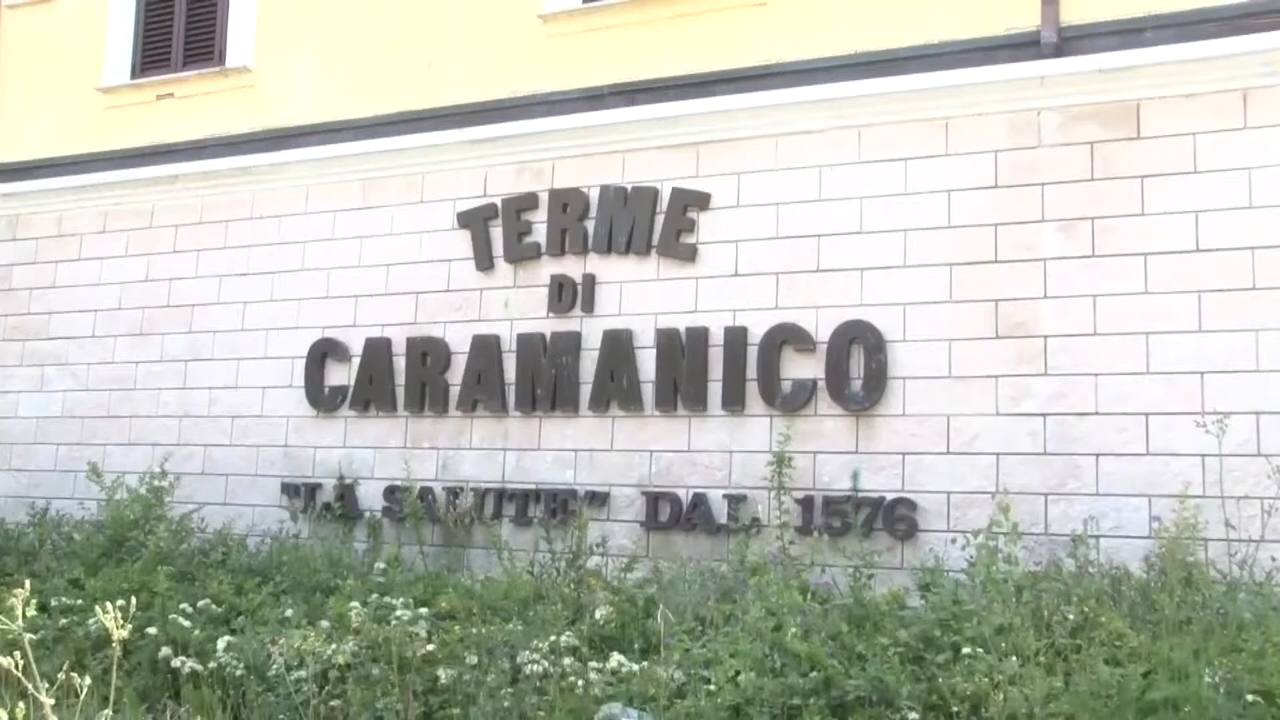 TERME
DI
CARAMANICO
"LA SALUTE" DAL 1576